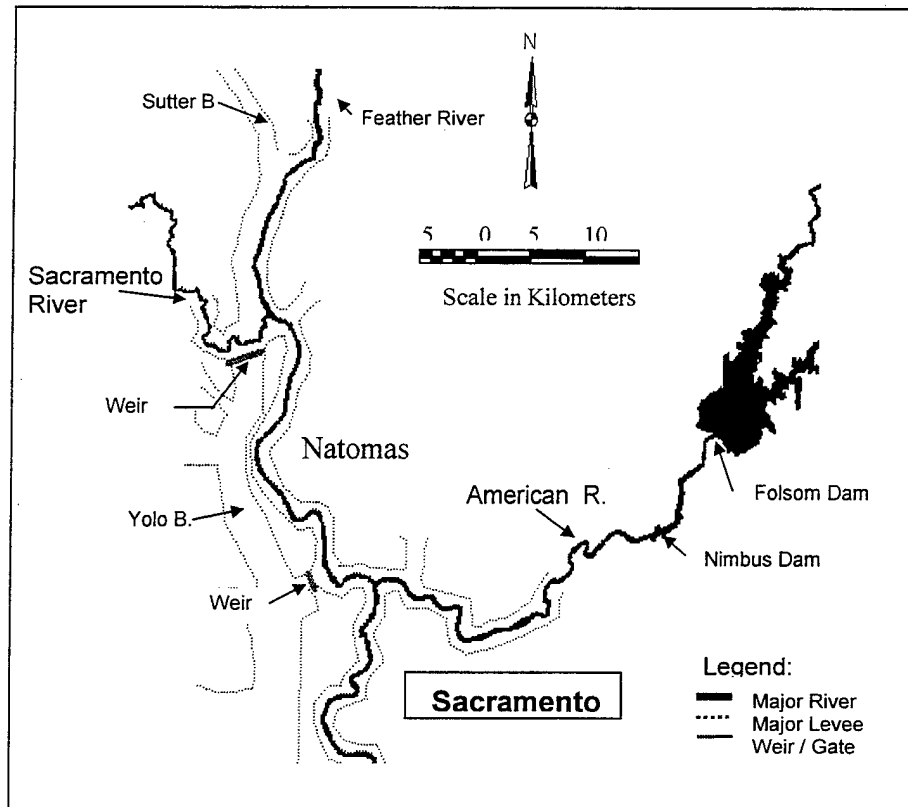 N
Sutter B
Feather River
5 0 5 10
Scale in Kilometers
Sacramento
River
Weir
Natomas
American R.
Folsom Dam
Yolo B.
Nimbus Dam
Weir
Sacramento
Legend:
Major River
Major Levee
Weir / Gate